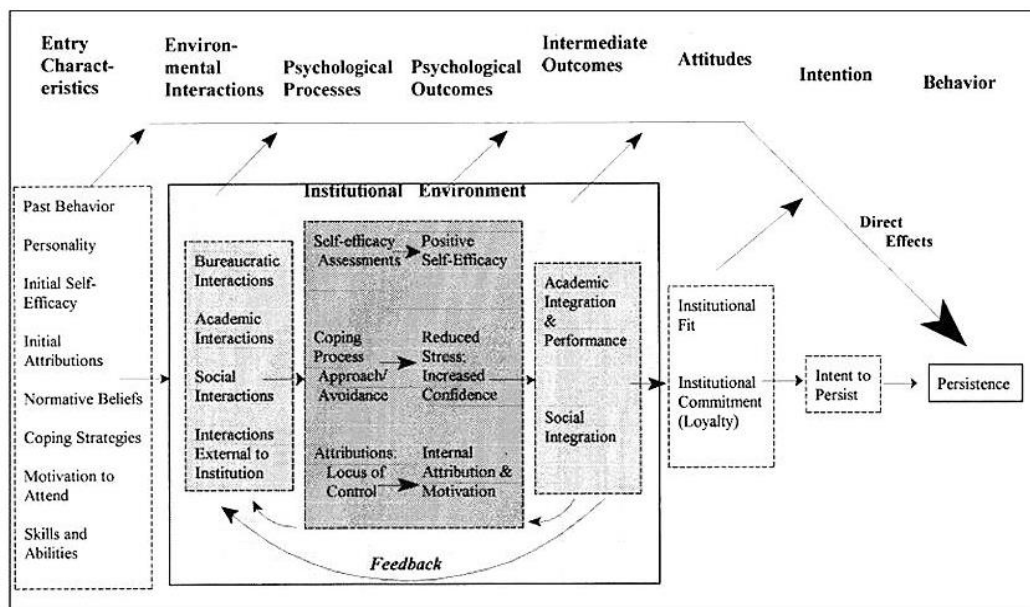 Entry
Charact-
eristics
Environ-
mental
Interactions
Psychological
Processes
Psychological
Outcomes
Intermediate
Outcomes
Attitudes
Intention
Behavior
Past Behavior
Personality
Initial Self-
Efficacy
Initial
Attributions
Normative Beliefs
Coping Strategies
Motivation to
Attend
Skills and
Abilities
Institutional Environment
Bureaucratic
Interactions
Academic
Interactions
Social
Interactions
Interactions
External to
Institution
Self-efficacy
Assessments
Positive
Self-Efficacy
Coping
Process
Approach/
Avoidance
Reduced
Stress;
Increased
Confidence
Attributions:
Locus of
Control
Internal
Attribution &
Motivation
Academic
Integration
&
Performance
Social
Integration
Feedback
Institutional
Fit
Institutional
Commitment
(Loyalty)
Intent to
Persist
Direct
Effects
Persistence